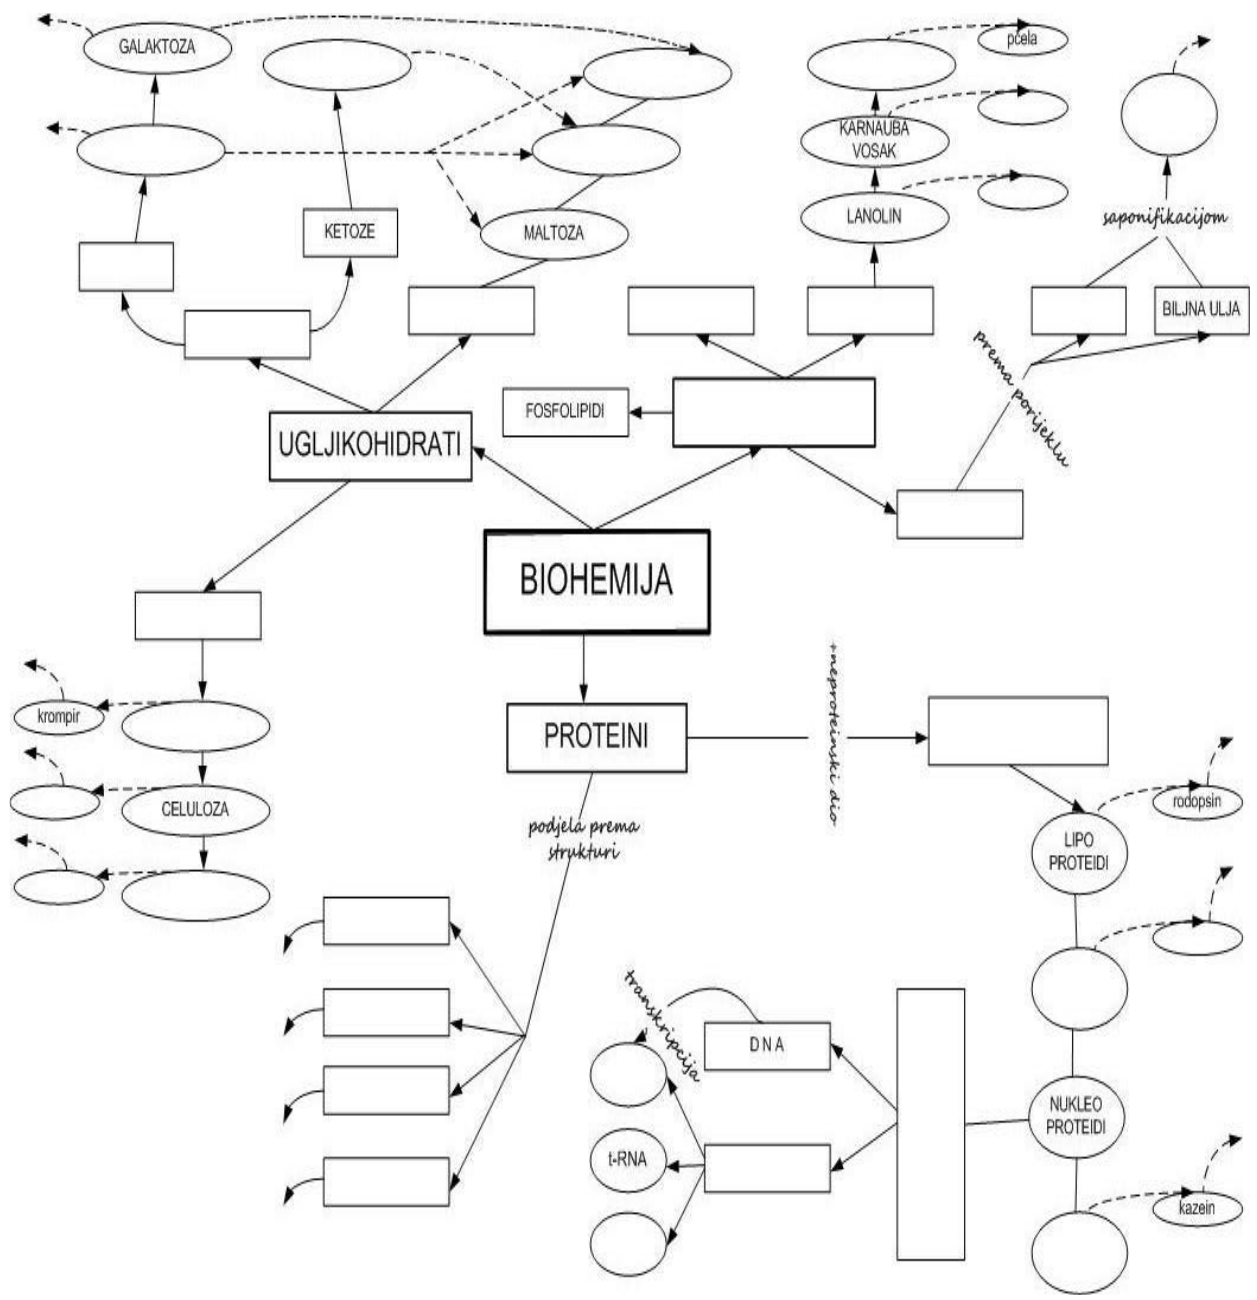 GALAKTOZA
pčela
KARNAUBA
VOSAK
KETOZE
MALTOZA
LANOLIN
saponifikacijom
BILJNA ULJA
prema porijeklu
FOSFOLIPIDI
UGLJIKOHIDRATI
BIOHEMIJA
+neproteinski dio
krompir
PROTEINI
CELULOZA
rodopsin
podjela prema
strukturi
LIPO
PROTEIDI
transkripcija
D N A
NUKLEO
PROTEIDI
t-RNA
kazein